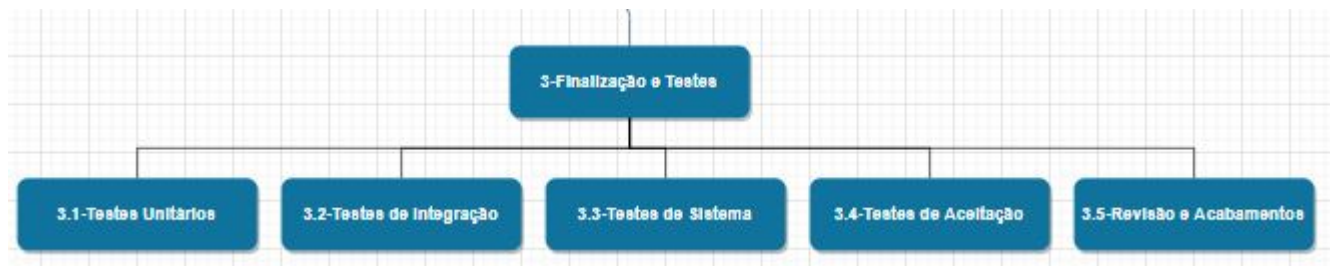 3-Finalização e Testes
3.1-Testes Unitários
3.2-Testes de Integração
3.3-Testes de Sistema
3.4-Testes de Aceitação
3.5-Revisão e Acabamentos